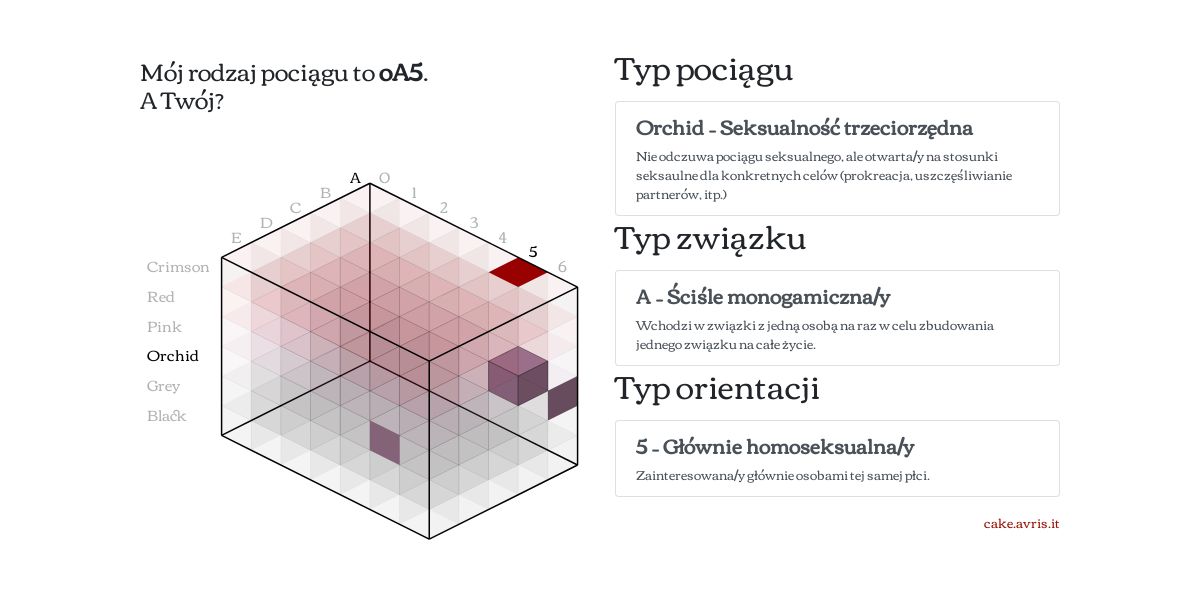 Mój rodzaj pociągu to oA5.
A Twój?
A
O
B
1
C
2
D
3
E
4
5
6
Crimson
Red
Pink
Orchid
Grey
Black
Typ pociągu
Orchid - Seksualność trzeciorzędna
Nie odczuwa pociągu seksualnego, ale otwarta/y na stosunki
seksaulne dla konkretnych celów (prokreacja, uszczęśliwianie
partnerów, itp.)
Typ związku
A - Ściśle monogamiczna/y
Wchodzi w związki z jedną osobą na raz w celu zbudowania
jednego związku na całe życie.
Typ orientacji
5 - Głównie homoseksualna/y
Zainteresowana/y głównie osobami tej samej płci.
cake.avris.it